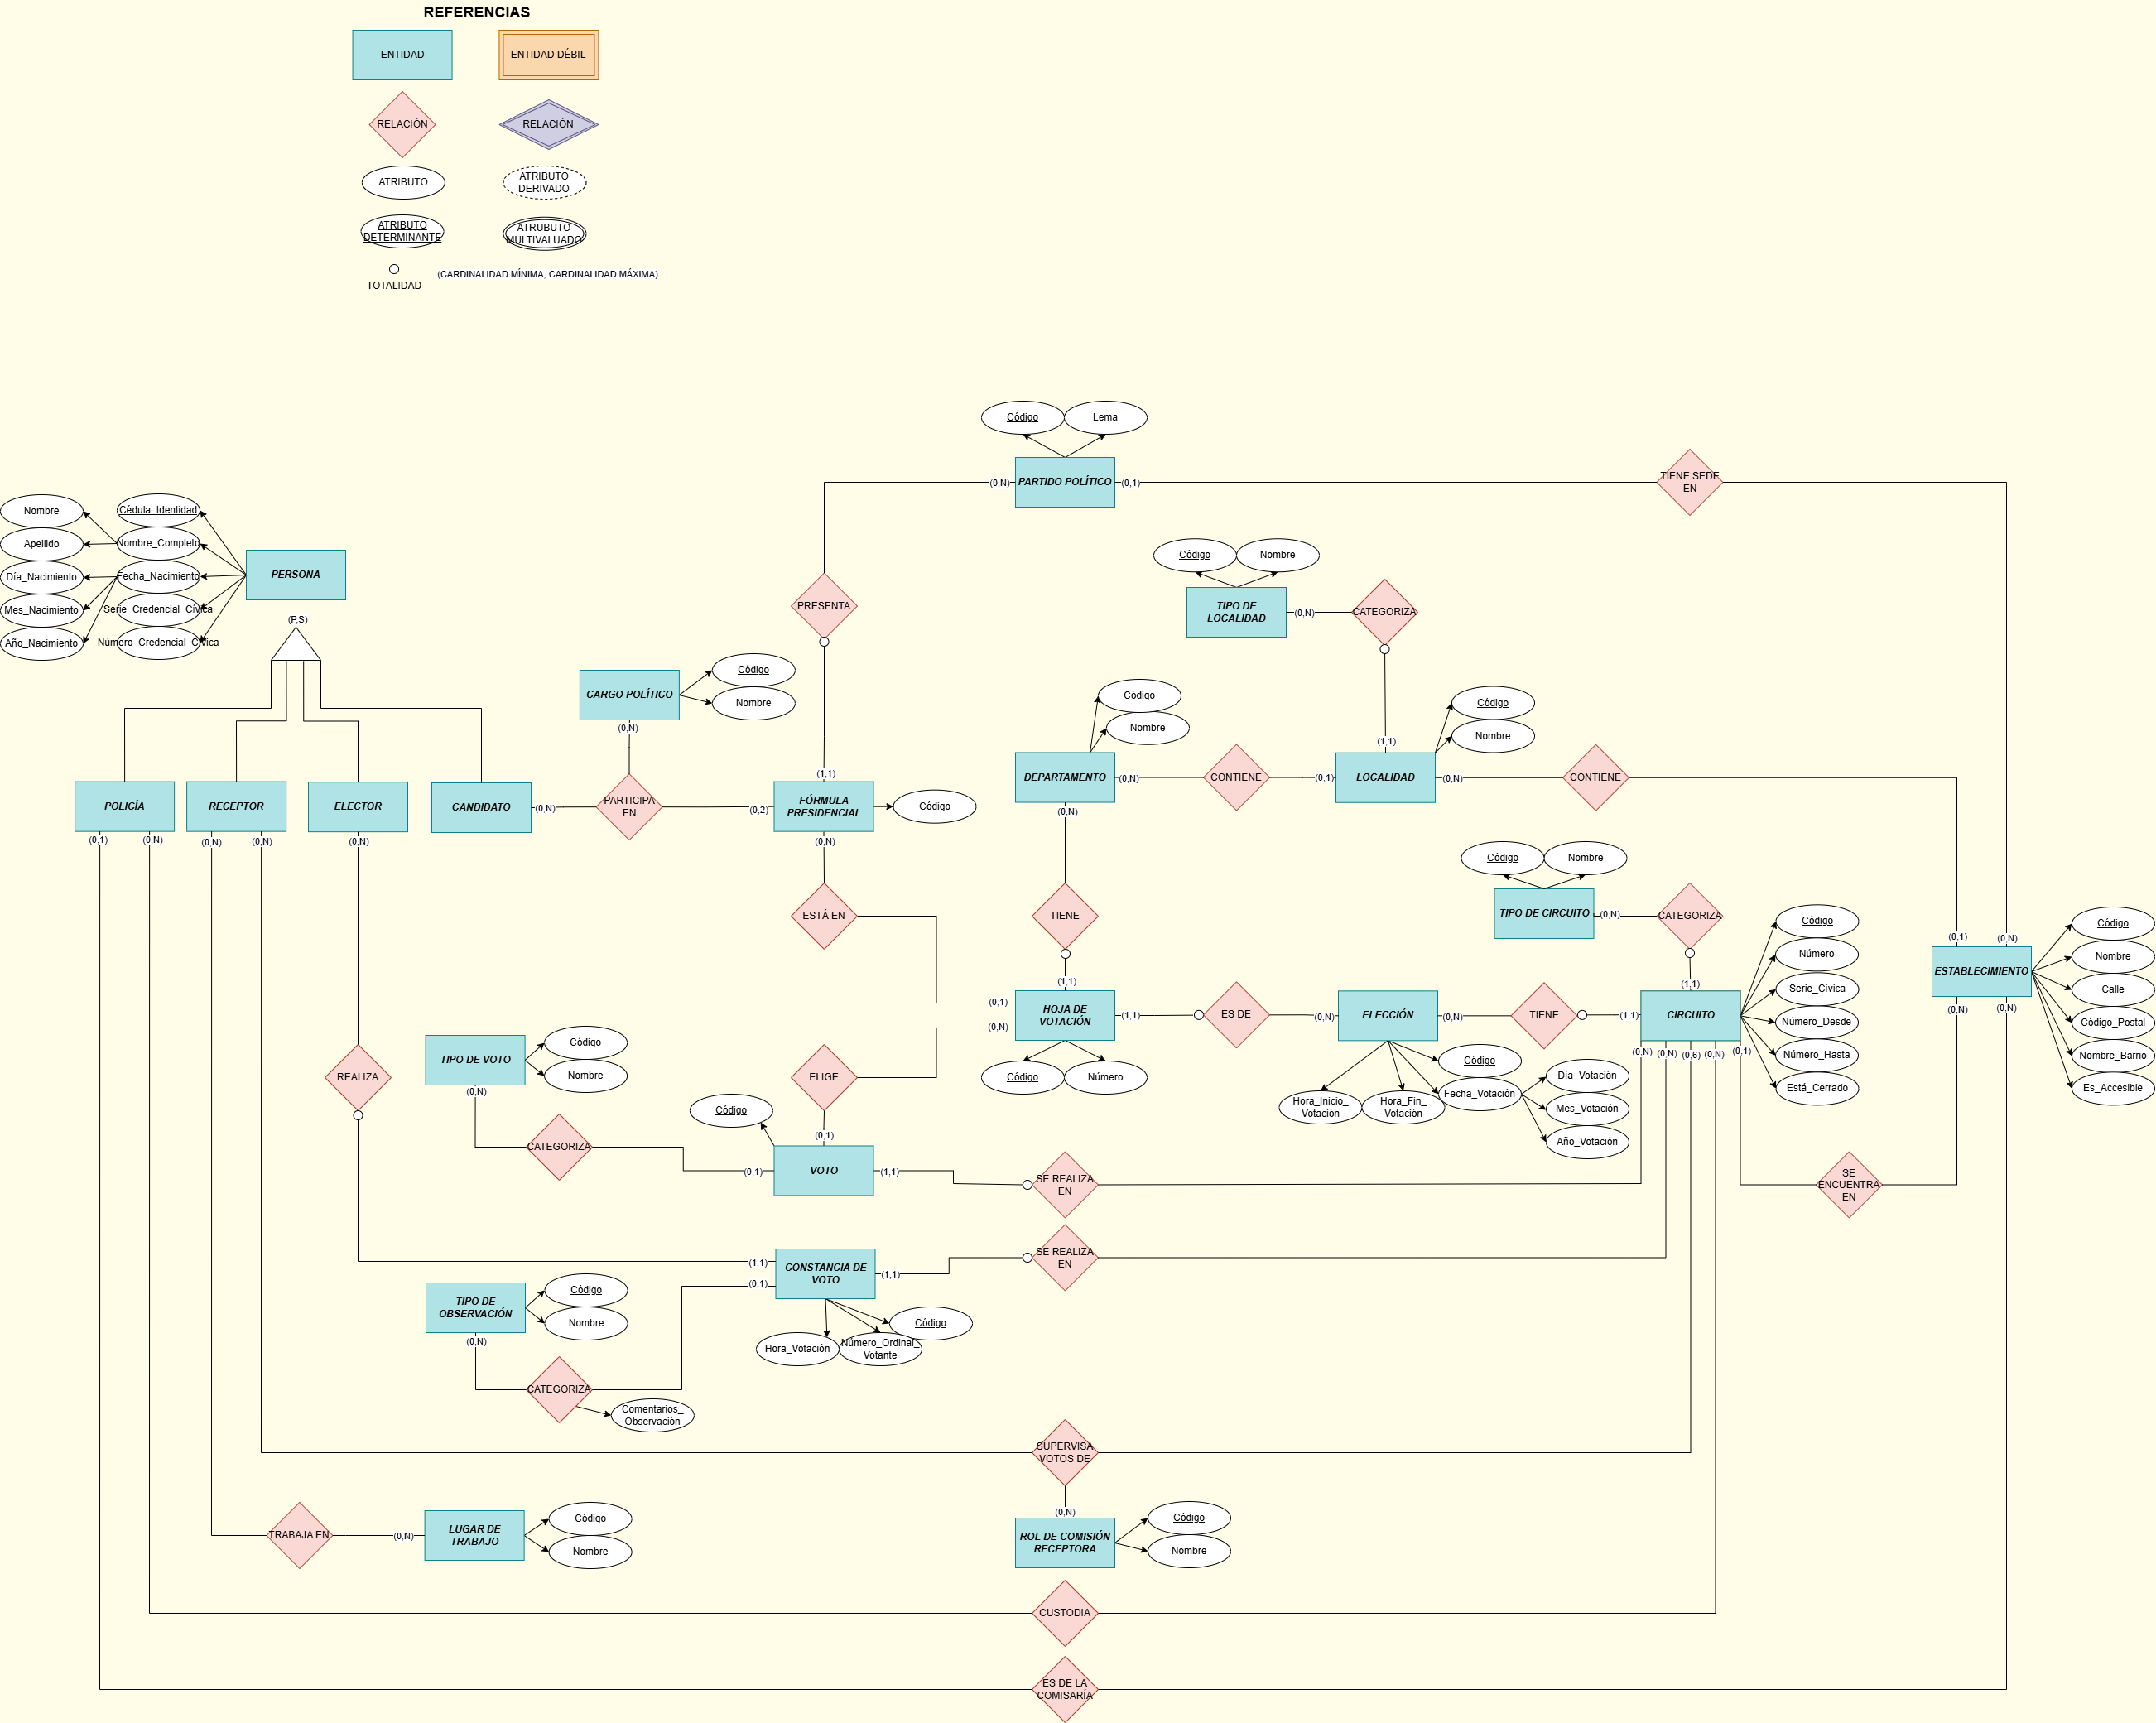 REFERENCIAS
ENTIDAD
ENTIDAD DÉBIL
RELACIÓN
RELACIÓN
ATRIBUTO
ATRIBUTO
DERIVADO
ATRIBUTO
DETERMINANTE
ATRUBUTO
MULTIVALUADO
TOTALIDAD
(CARDINALIDAD MÍNIMA, CARDINALIDAD MÁXIMA)
Código
Lema
PARTIDO POLÍTICO
(0,N)
(0,1)
TIENE SEDE
EN
Nombre
Cédula_Identidad
Apellido
Nombre_Completo
Día_Nacimiento
Fecha_Nacimiento
Mes_Nacimiento
Serie_Credencial_Cívica
Año_Nacimiento
Número_Credencial_Cívica
PERSONA
(P,S)
PRESENTA
Código
Nombre
TIPO DE
LOCALIDAD
(0,N)
CATEGORIZA
CARGO POLÍTICO
Código
Nombre
(0,N)
(1,1)
Código
Nombre
Código
Nombre
(1,1)
POLICÍA
RECEPTOR
ELECTOR
CANDIDATO
(0,N)
PARTICIPA
EN
(0,2)
FÓRMULA
PRESIDENCIAL
Código
DEPARTAMENTO
(0,N)
CONTIENE
(0,1)
LOCALIDAD
(0,N)
CONTIENE
(0,1)
(0,N)
(0,N)
(0,N)
(0,N)
(0,N)
(0,N)
Código
Nombre
TIPO DE CIRCUITO
(0,N)
CATEGORIZA
ESTÁ EN
TIENE
(0,1)
(0,N)
Código
Número
Serie_Cívica
Número_Desde
Número_Hasta
Está_Cerrado
ESTABLECIMIENTO
Código
Nombre
Calle
Código_Postal
Nombre_Barrio
Es_Accesible
(1,1)
(1,1)
(0,1)
(0,N)
HOJA DE
VOTACIÓN
(1,1)
ES DE
(0,N)
ELECCIÓN
(0,N)
TIENE
(1,1)
CIRCUITO
(0,N)
(0,N)
(0,N)
(0,N)
(0,6)
(0,N)
(0,1)
Código
Número
Hora_Inicio_
Votación
Hora_Fin_
Votación
Código
Fecha_Votación
Día_Votación
Mes_Votación
Año_Votación
REALIZA
TIPO DE VOTO
Código
Nombre
(0,N)
ELIGE
Código
(0,1)
CATEGORIZA
(0,1)
VOTO
(1,1)
SE REALIZA
EN
SE
ENCUENTRA
EN
(1,1)
(0,1)
CONSTANCIA DE
VOTO
(1,1)
SE REALIZA
EN
TIPO DE
OBSERVACIÓN
Código
Nombre
(0,N)
Código
Hora_Votación
Número_Ordinal_
Votante
CATEGORIZA
Comentarios_
Observación
SUPERVISA
VOTOS DE
(0,N)
TRABAJA EN
(0,N)
LUGAR DE
TRABAJO
Código
Nombre
ROL DE COMISIÓN
RECEPTORA
Código
Nombre
CUSTODIA
ES DE LA
COMISARÍA